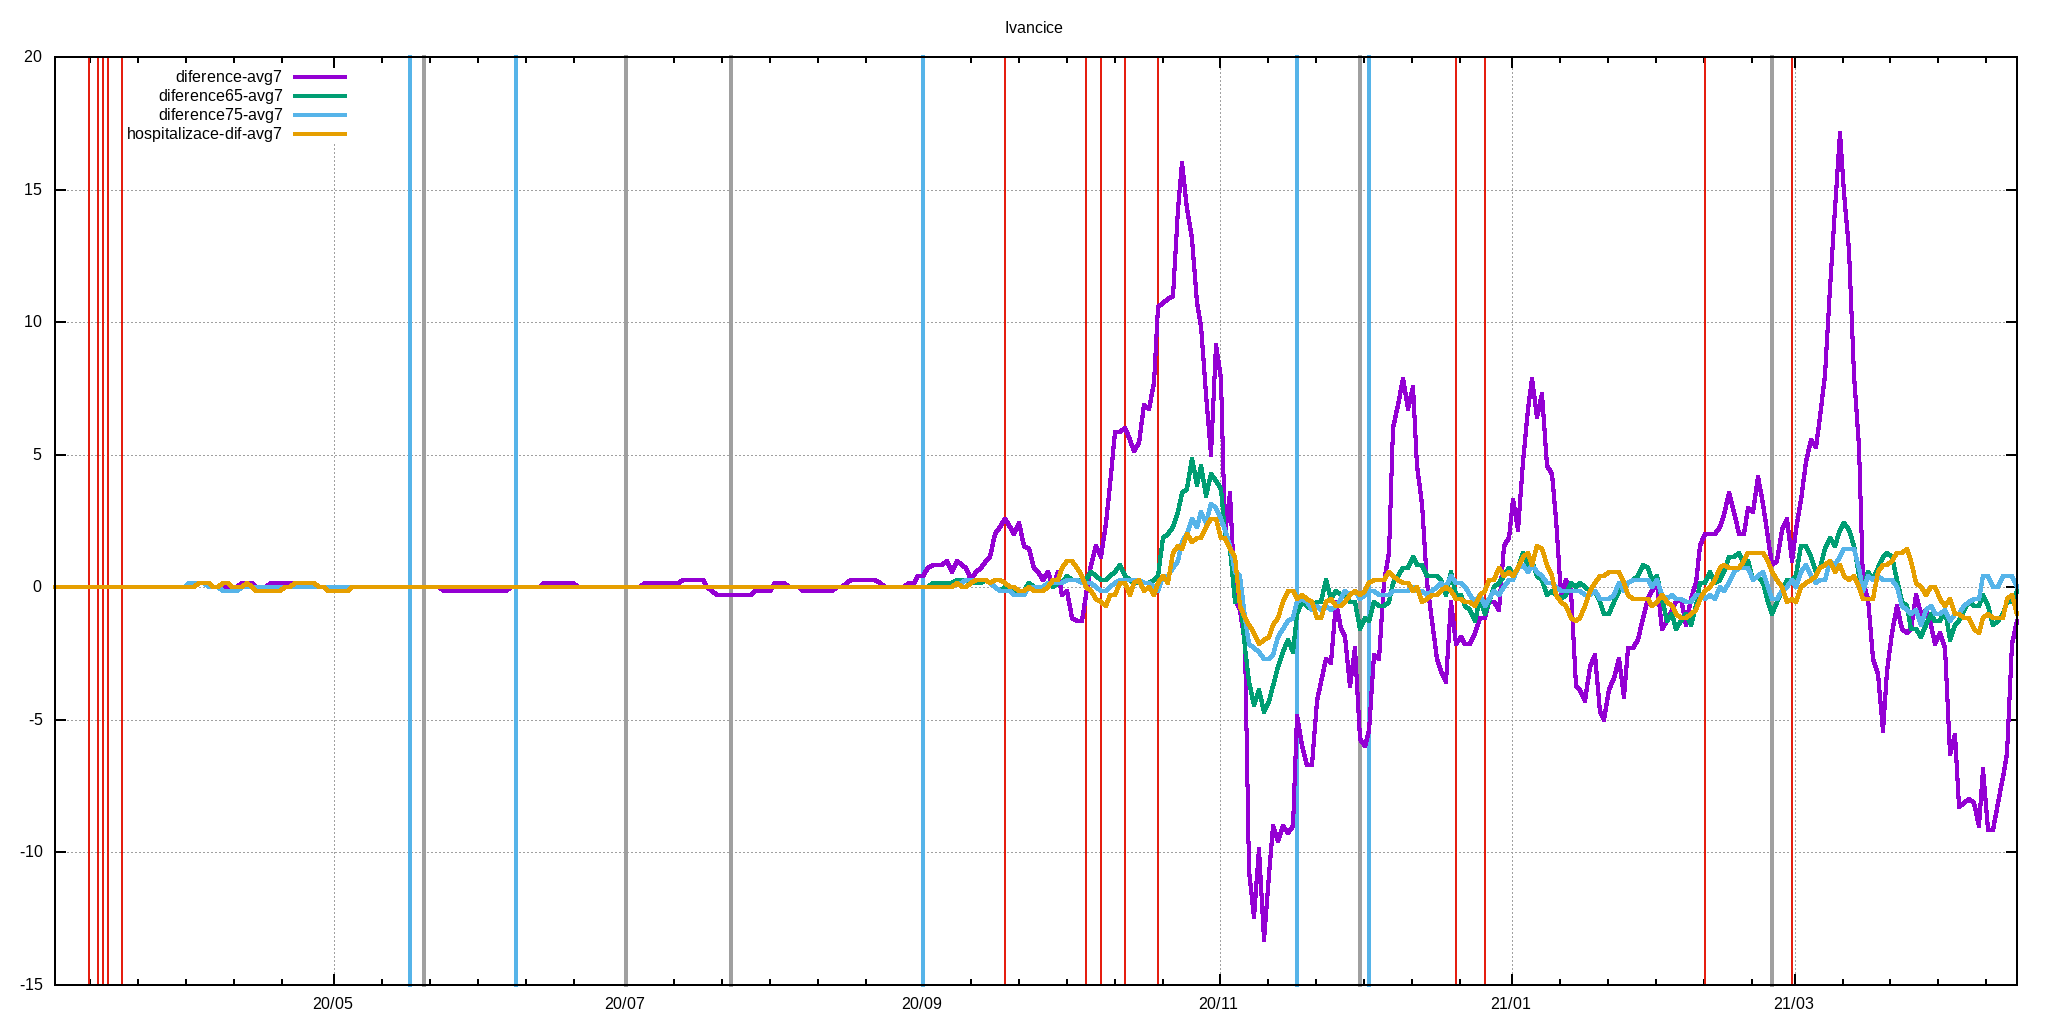 Ivancice
20
15
10
5
0
-5
-10
-15
diference-avg7
diference65-avg7
diference75-avg7
hospitalizace-dif-avg7
20/05
20/07
20/09
20/11
21/01
21/03